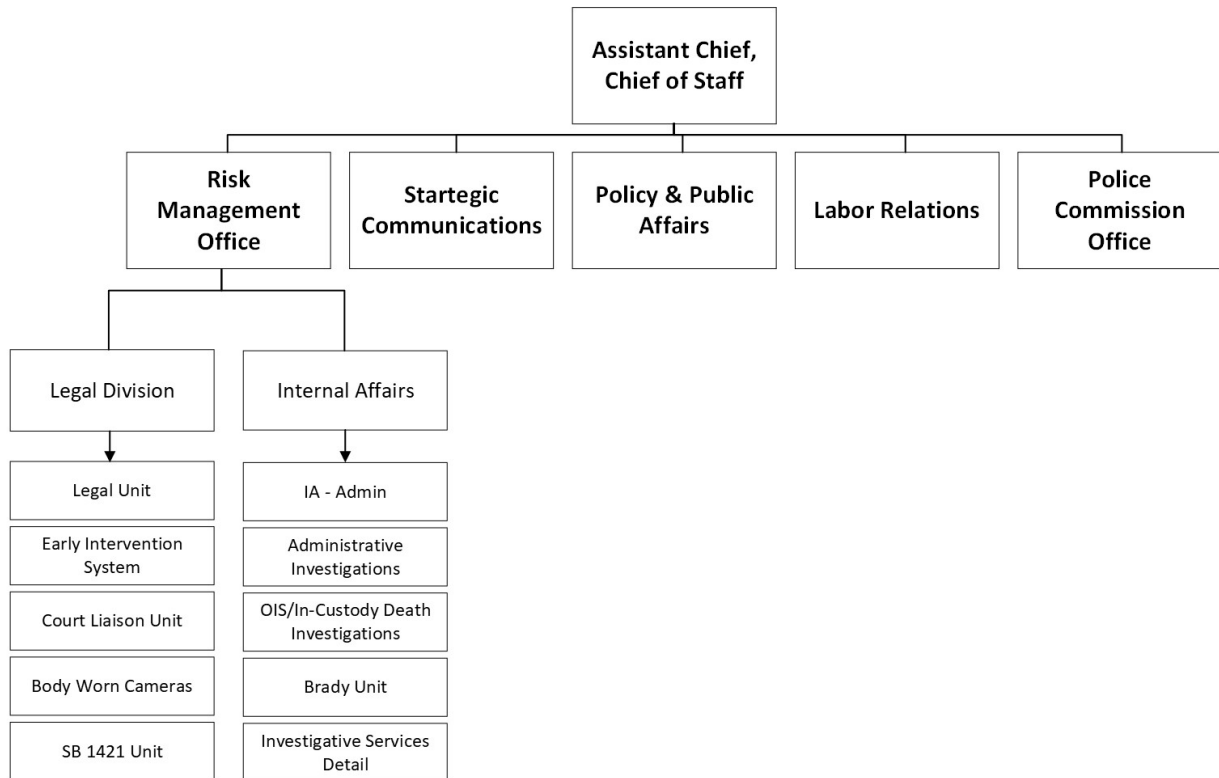 Assistant Chief,
Chief of Staff
Risk
Management
Office
Startegic
Communications
Policy & Public
Affairs
Labor Relations
Police
Commission
Office
Legal Division
Internal Affairs
Legal Unit
IA - Admin
Early Intervention
System
Administrative
Investigations
Court Liaison Unit
OIS/In-Custody Death
Investigations
Body Worn Cameras
Brady Unit
SB 1421 Unit
Investigative Services
Detail